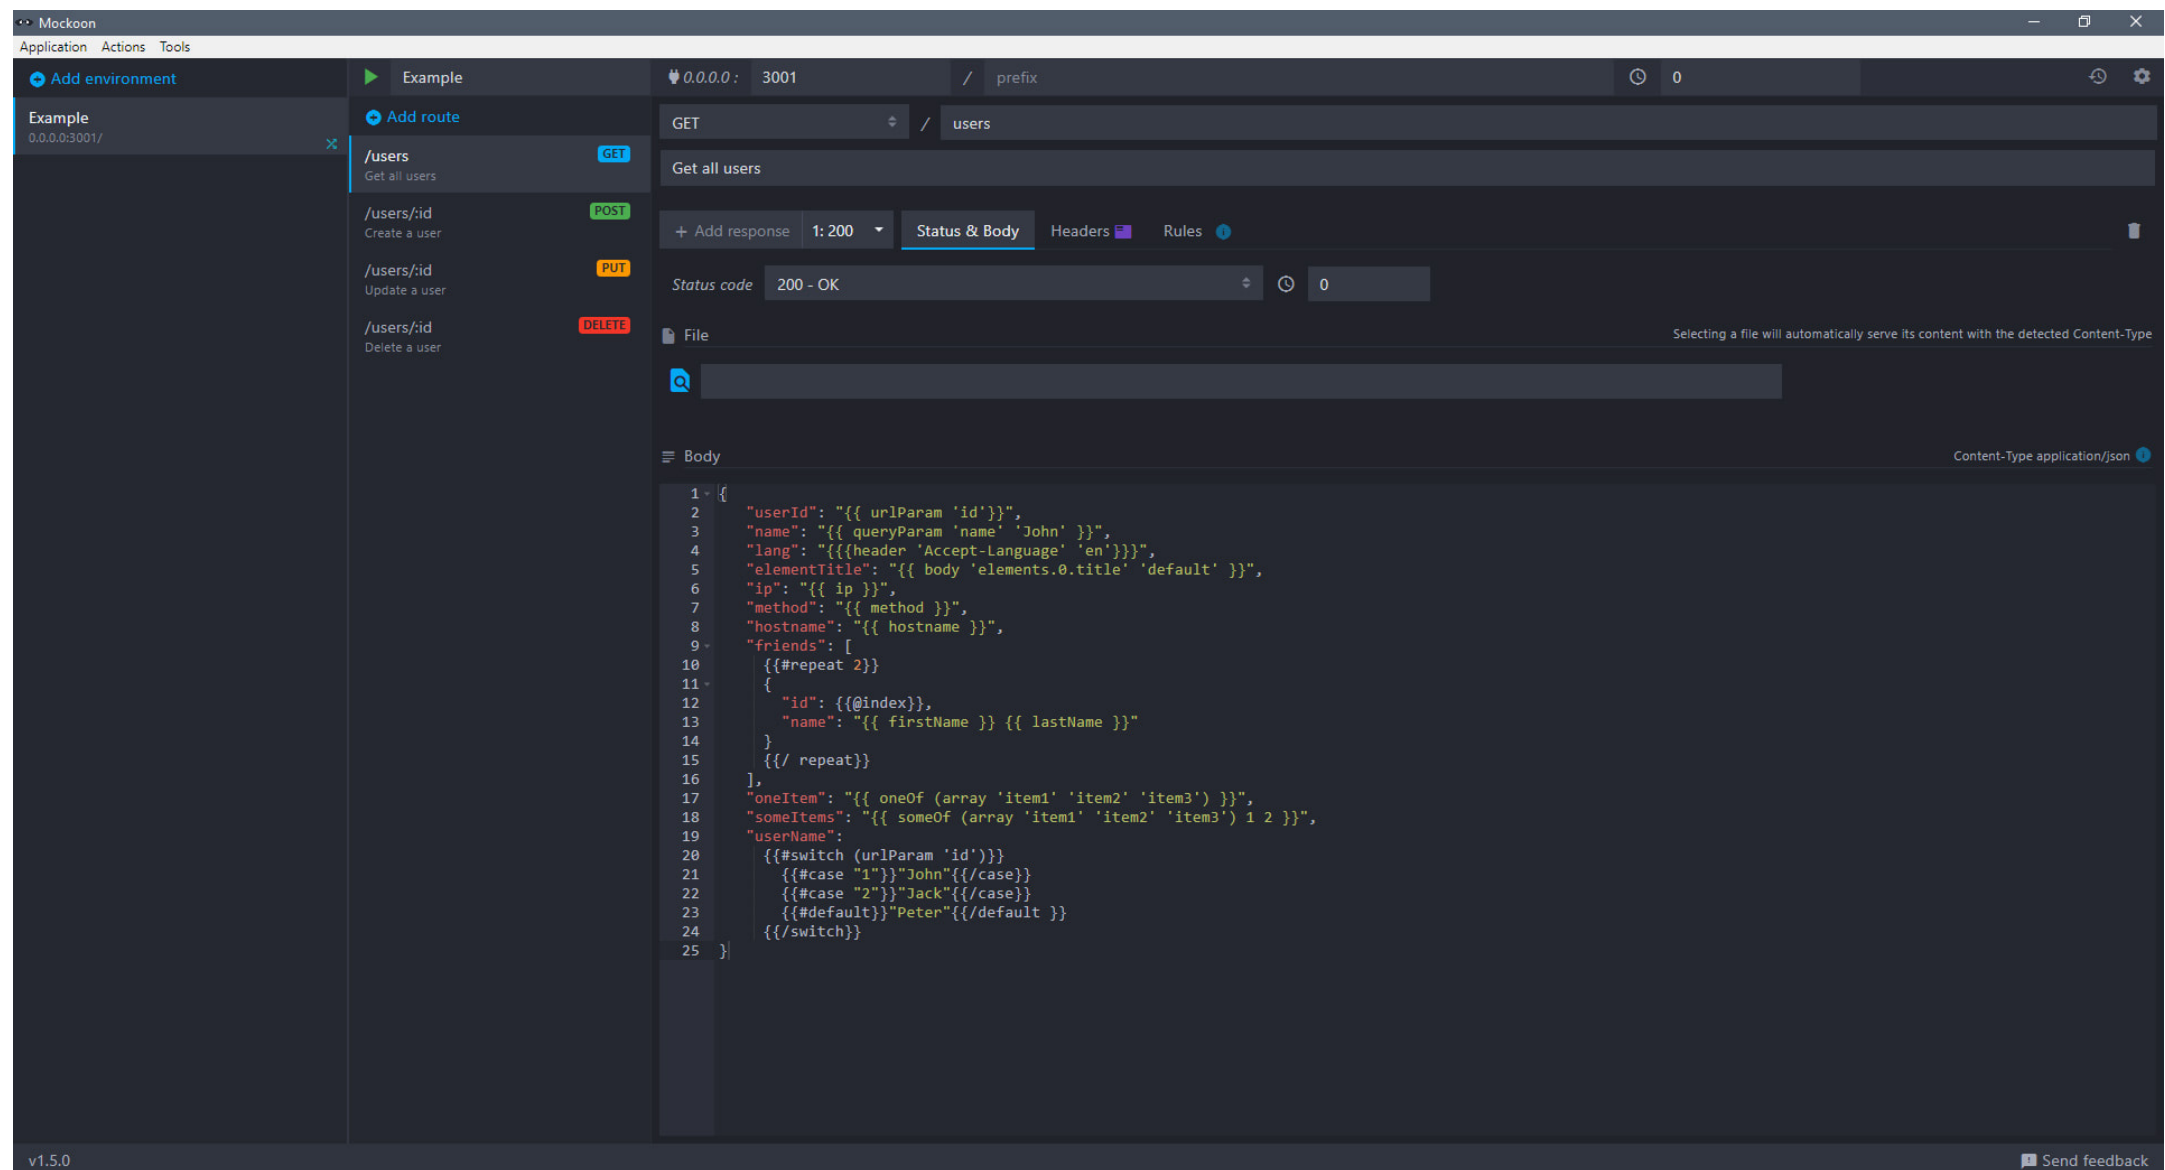 Mockoon
Application Actions Tools
Add environment
Example
0.0.0.0:3001/
Example
Add route
/users GET
Get all users
/users/:id POST
Create a user
/users/:id PUT
Update a user
/users/:id DELETE
Delete a user
0.0.0.0 : 3001 / prefix 0
GET / users
Get all users
+ Add response 1: 200 Status & Body Headers Rules
Status code 200 - OK 0
File Selecting a file will automatically serve its content with the detected Content-Type
Body Content-Type application/json
1 {
2 "userId": "{{ urlParam 'id'}}",
3 "name": "{{ queryParam 'name' 'John' }}",
4 "lang": "{{{header 'Accept-Language' 'en'}}}",
5 "elementTitle": "{{ body 'elements.0.title' 'default' }}",
6 "ip": "{{ ip }}",
7 "method": "{{ method }}",
8 "hostname": "{{ hostname }}",
9 "friends": [
10 {{#repeat 2}}
11 {
12 "id": {{@index}},
13 "name": "{{ firstName }} {{ lastName }}"
14 }
15 {{/ repeat}}
16 ],
17 "oneItem": "{{ oneOf (array 'item1' 'item2' 'item3') }}",
18 "someItems": "{{ someOf (array 'item1' 'item2' 'item3') 1 2 }}",
19 "userName":
20 {{#switch (urlParam 'id')}}
21 {{#case "1"}}"John"{{/case}}
22 {{#case "2"}}"Jack"{{/case}}
23 {{#default}}"Peter"{{/default }}
24 {{/switch}}
25 }
v1.5.0
Send feedback